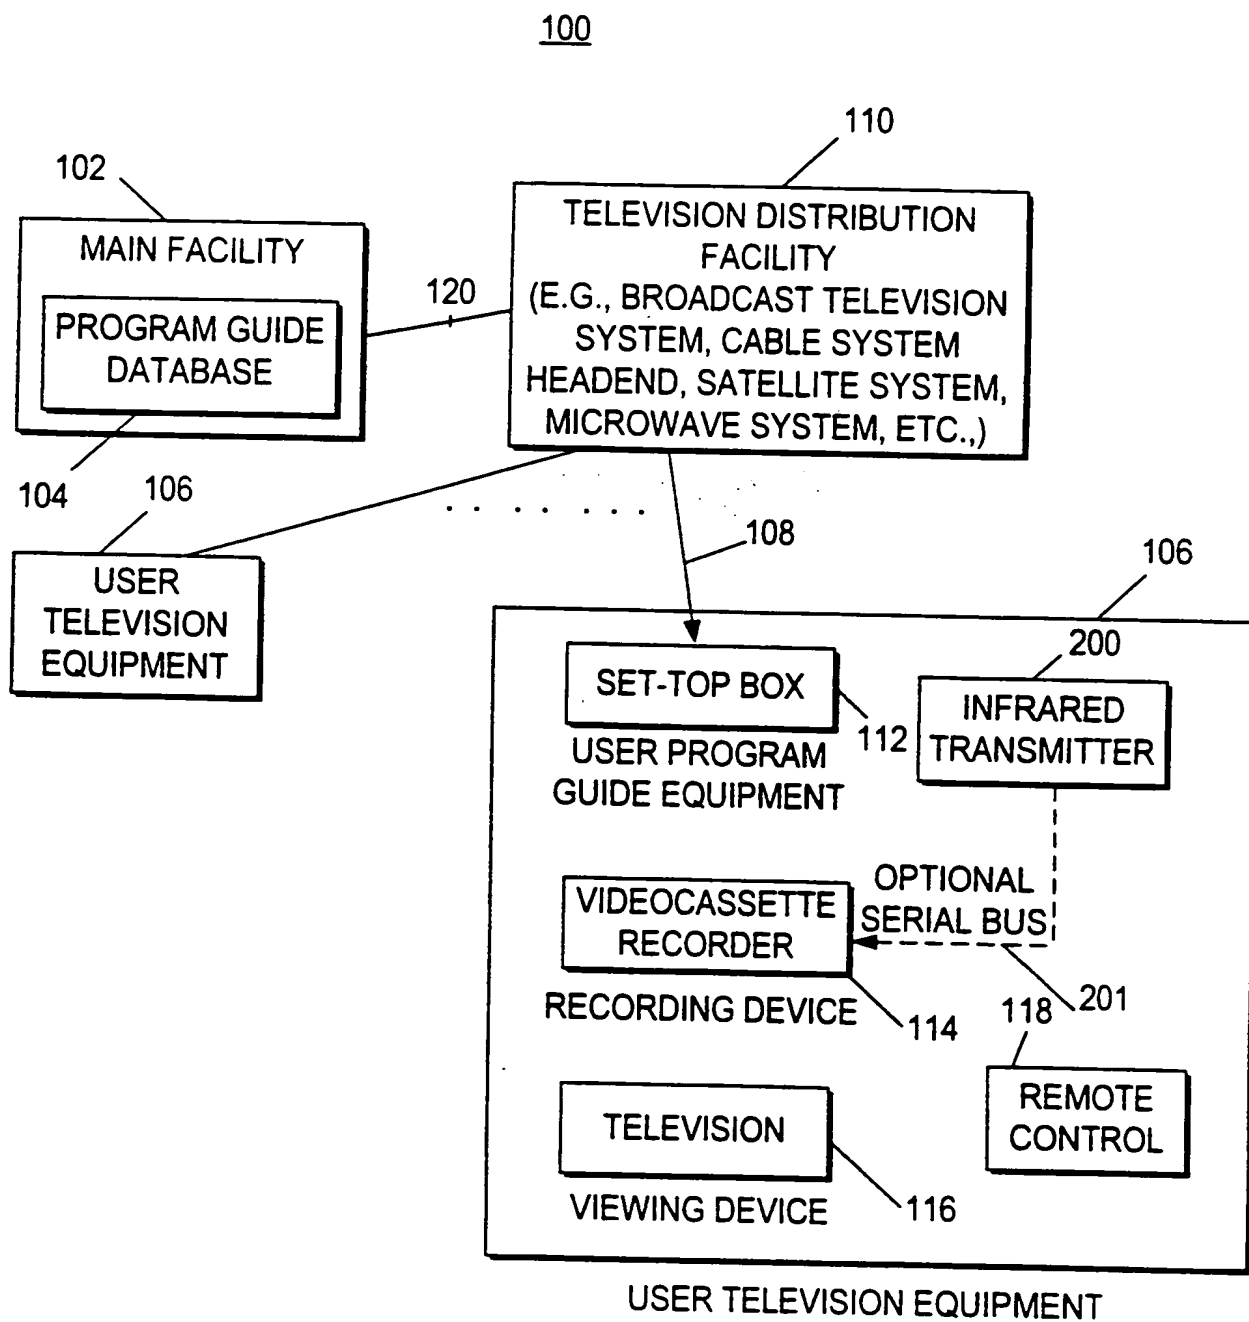 100
110
102
TELEVISION DISTRIBUTION
FACILITY
(E.G., BROADCAST TELEVISION
SYSTEM, CABLE SYSTEM
HEADEND, SATELLITE SYSTEM,
MICROWAVE SYSTEM, ETC.,)
MAIN FACILITY
120
PROGRAM GUIDE
DATABASE
104
106
108
USER
TELEVISION
EQUIPMENT
106
200
SET-TOP BOX
112
USER PROGRAM
GUIDE EQUIPMENT
INFRARED
TRANSMITTER
OPTIONAL
SERIAL BUS
VIDEOCASSETTE
RECORDER
201
RECORDING DEVICE
114
118
REMOTE
CONTROL
TELEVISION
116
VIEWING DEVICE
USER TELEVISION EQUIPMENT